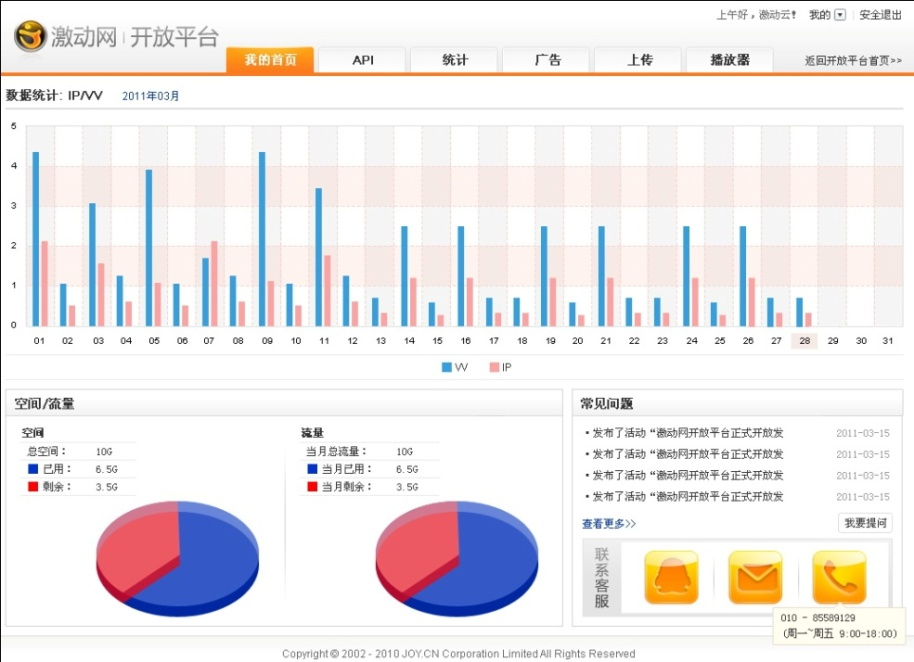 上午好，激动云！ 我的 安全退出
激动网 | 开放平台
我的首页 API 统计 广告 上传 播放器 返回开放平台首页>>
数据统计: IP/VV 2011年03月
5
4
3
2
1
0
01 02 03 04 05 06 07 08 09 10 11 12 13 14 15 16 17 18 19 20 21 22 23 24 25 26 27 28 29 30 31
VV IP
空间/流量
空间
总空间： 10G
已用： 6.5G
剩余： 3.5G
流量
当月总流量： 10G
当月已用： 6.5G
当月剩余： 3.5G
常见问题
• 发布了活动“激动网开放平台正式开放发 2011-03-15
• 发布了活动“激动网开放平台正式开放发 2011-03-15
• 发布了活动“激动网开放平台正式开放发 2011-03-15
• 发布了活动“激动网开放平台正式开放发 2011-03-15
查看更多>> 我要提问
联系客服
010 - 85589129
(周一~周五 9:00-18:00)
Copyright © 2002 - 2010 JOY.CN Corporation Limited All Rights Reserved